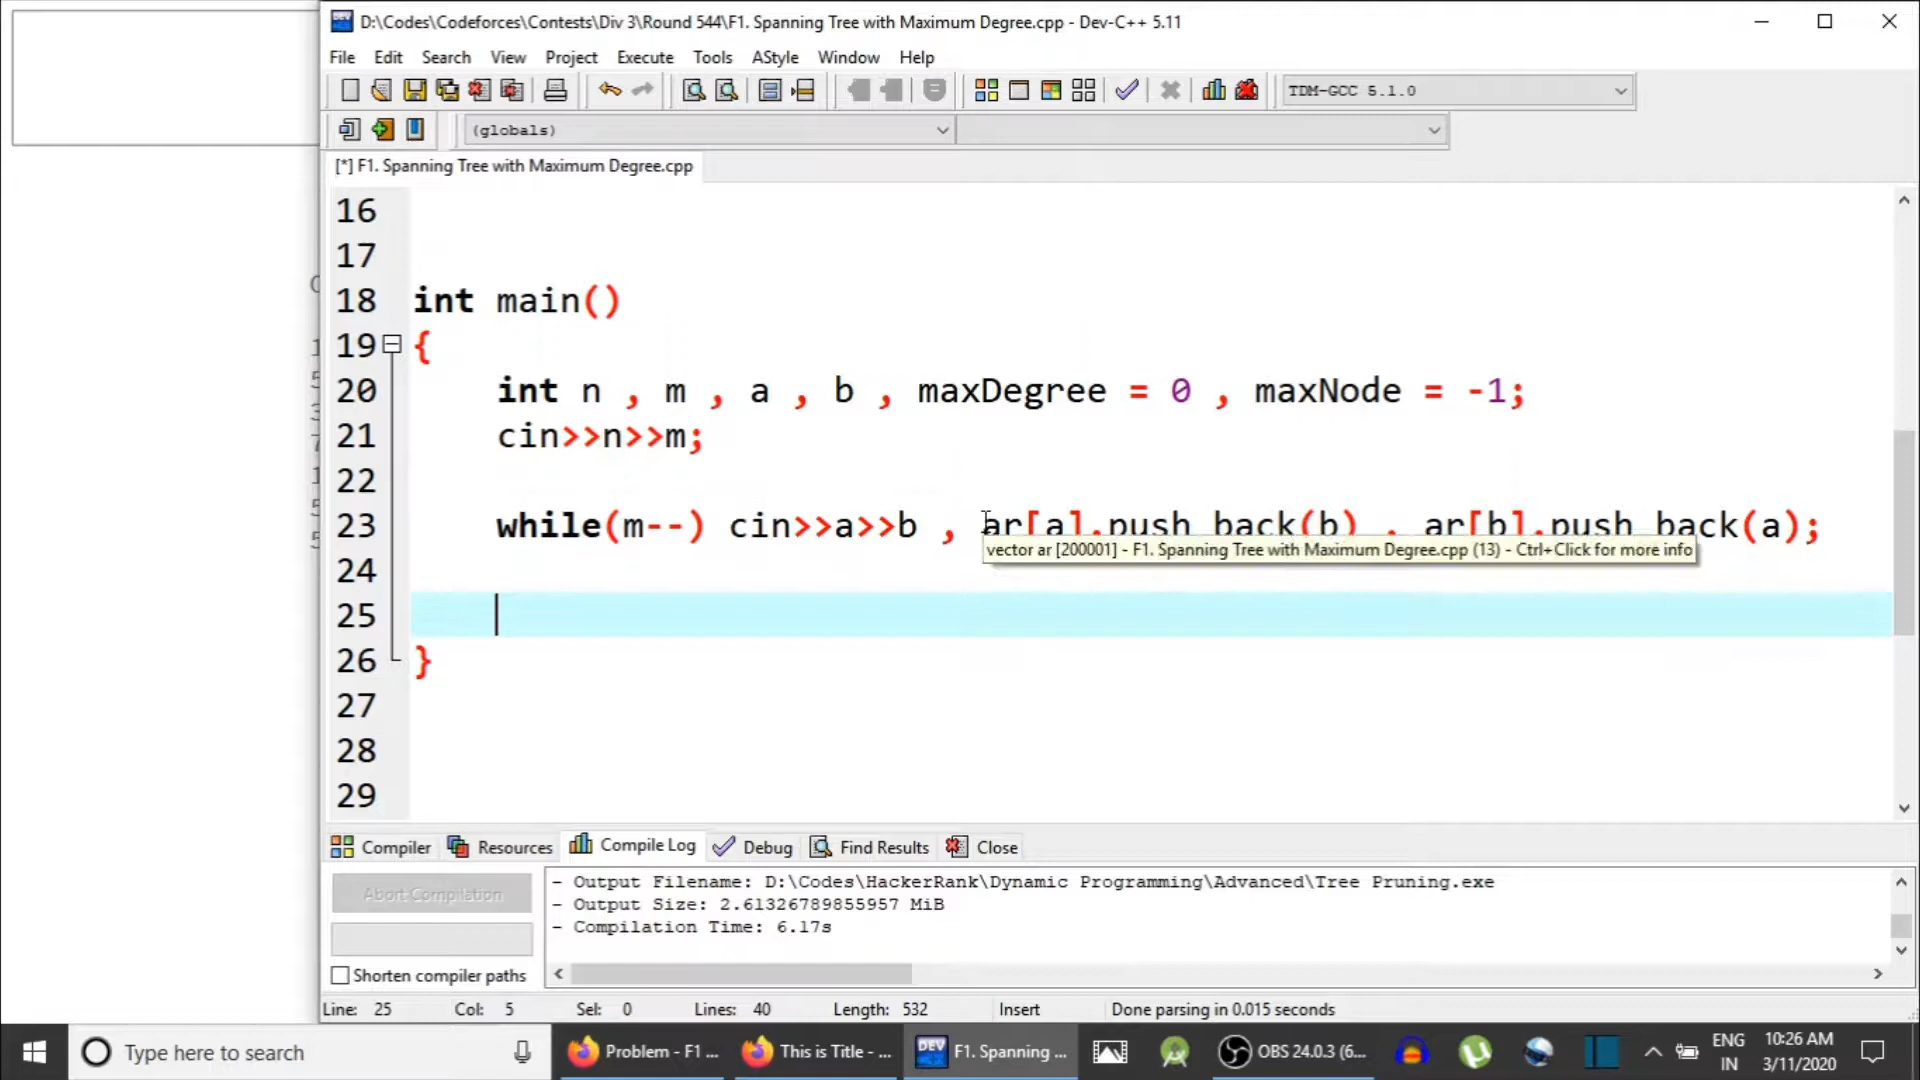 D:\Codes\Codeforces\Contests\Div 3\Round 544\F1. Spanning Tree with Maximum Degree.cpp - Dev-C++ 5.11
File Edit Search View Project Execute Tools AStyle Window Help
TDM-GCC 5.1.0
(globals)
[*] F1. Spanning Tree with Maximum Degree.cpp
16
17
18 int main()
19 {
20 int n , m , a , b , maxDegree = 0 , maxNode = -1;
21 cin>>n>>m;
22
23 while(m--) cin>>a>>b , ar[a].push_back(b) , ar[b].push_back(a);
vector ar [200001] - F1. Spanning Tree with Maximum Degree.cpp (13) - Ctrl+Click for more info
24
25
26 }
27
28
29
Compiler Resources Compile Log Debug Find Results Close
Abort Compilation
- Output Filename: D:\Codes\HackerRank\Dynamic Programming\Advanced\Tree Pruning.exe
- Output Size: 2.61326789855957 MiB
- Compilation Time: 6.17s
Shorten compiler paths
Line: 25 Col: 5 Sel: 0 Lines: 40 Length: 532 Insert Done parsing in 0.015 seconds
Type here to search
Problem - F1 ...
This is Title - ...
DEV
F1. Spanning ...
OBS 24.0.3 (6...
ENG
IN
10:26 AM
3/11/2020